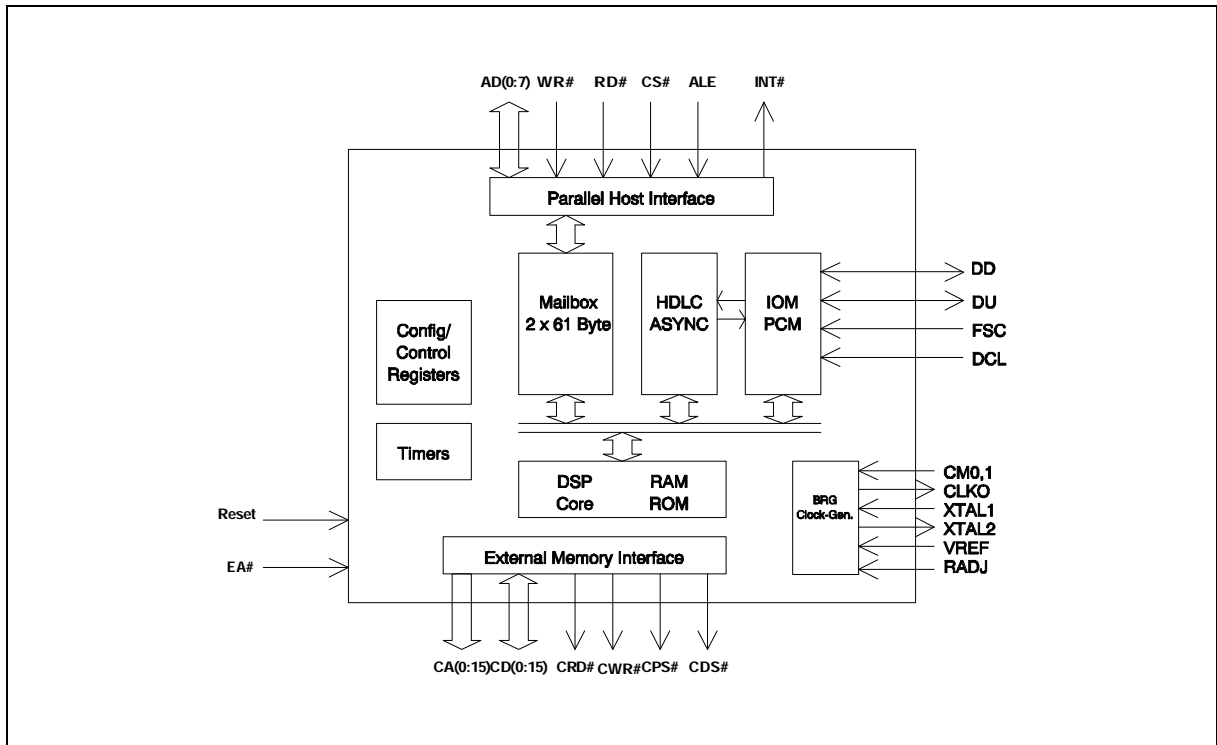 AD(0:7) WR# RD# CS# ALE INT#
Parallel Host Interface
Mailbox
2 x 61 Byte
HDLC
ASYNC
IOM
PCM
DD
DU
FSC
DCL
Config/
Control
Registers
Timers
DSP
Core
RAM
ROM
BRG
Clock-Gen.
CM0,1
CLKO
XTAL1
XTAL2
VREF
RADJ
Reset
EA#
External Memory Interface
CA(0:15) CD(0:15) CRD# CWR# CPS# CDS#